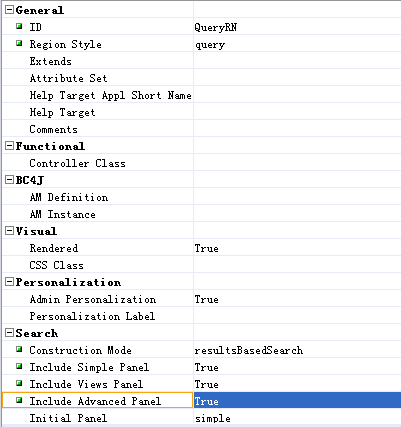 General
ID QueryRN
Region Style query
Extends
Attribute Set
Help Target Appl Short Name
Help Target
Comments
Functional
Controller Class
BC4J
AM Definition
AM Instance
Visual
Rendered True
CSS Class
Personalization
Admin Personalization True
Personalization Label
Search
Construction Mode resultsBasedSearch
Include Simple Panel True
Include Views Panel True
Include Advanced Panel True
Initial Panel simple